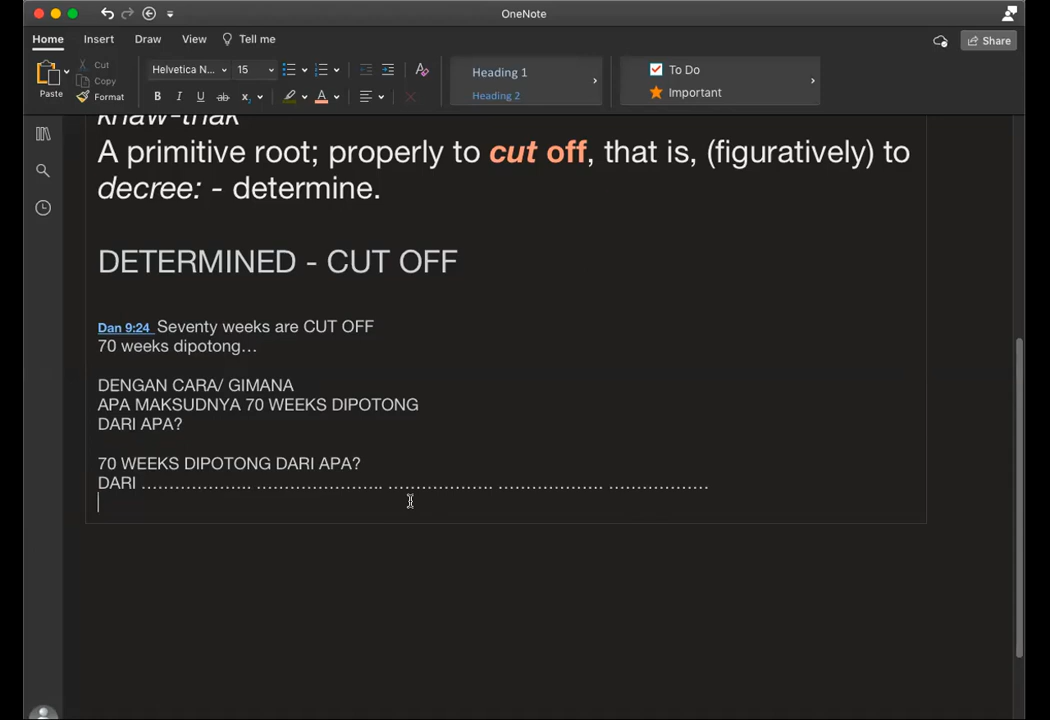 OneNote
Home Insert Draw View Tell me
Share
Paste
Cut
Copy
Format
Helvetica N... 15
B I U ab x
A
Heading 1
Heading 2
To Do
Important
khaw-thak
A primitive root; properly to cut off, that is, (figuratively) to
decree: - determine.
DETERMINED - CUT OFF
Dan 9:24 Seventy weeks are CUT OFF
70 weeks dipotong…
DENGAN CARA/ GIMANA
APA MAKSUDNYA 70 WEEKS DIPOTONG
DARI APA?
70 WEEKS DIPOTONG DARI APA?
DARI ……………….. ………………….. ………………. ……………….. ………………